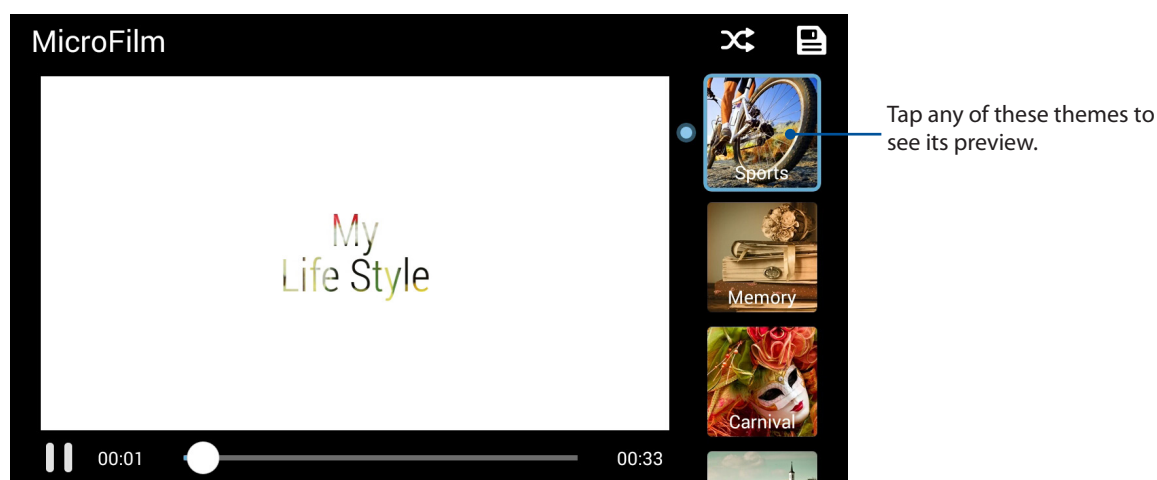 MicroFilm
My
Life Style
00:01
00:33
Sports
Memory
Carnival
Tap any of these themes to
see its preview.